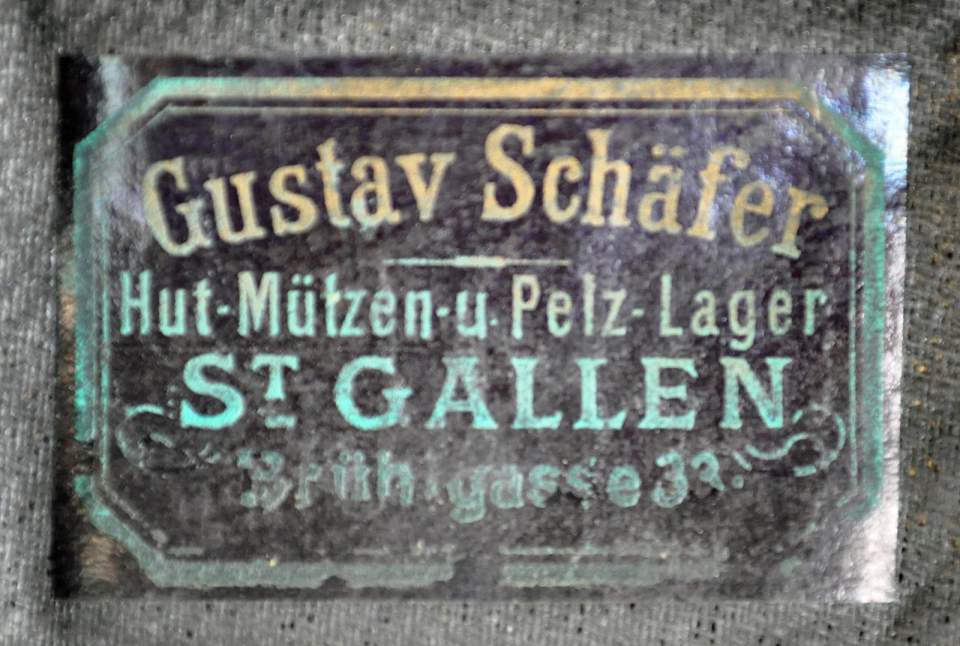 Gustav Schäfer
Hut-Mützen-u. Pelz-Lager
ST GALLEN
Brühlgasse 33.